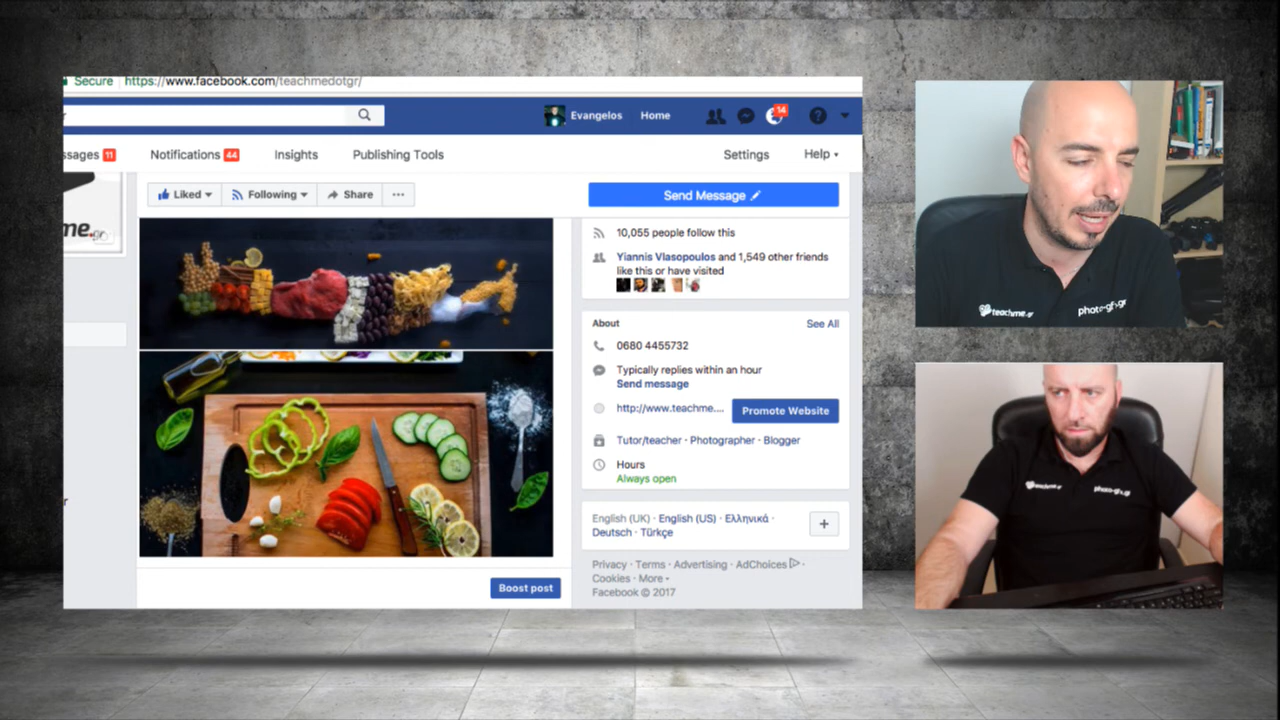 Secure https://www.facebook.com/teachmedotgr/
Evangelos Home 14
ssages 11 Notifications 44 Insights Publishing Tools Settings Help
me.gr
Liked Following Share ... Send Message
10,055 people follow this
Yiannis Vlasopoulos and 1,549 other friends
like this or have visited
About See All
0680 4455732
Typically replies within an hour
Send message
http://www.teachme.... Promote Website
Tutor/teacher · Photographer · Blogger
Hours
Always open
English (UK) · English (US) · Ελληνικά ·
Deutsch · Türkçe
+
Privacy · Terms · Advertising · AdChoices ·
Cookies · More
Facebook © 2017
Boost post
teachme.gr
photo-gfx.gr
teachme.gr
photo-gfx.gr